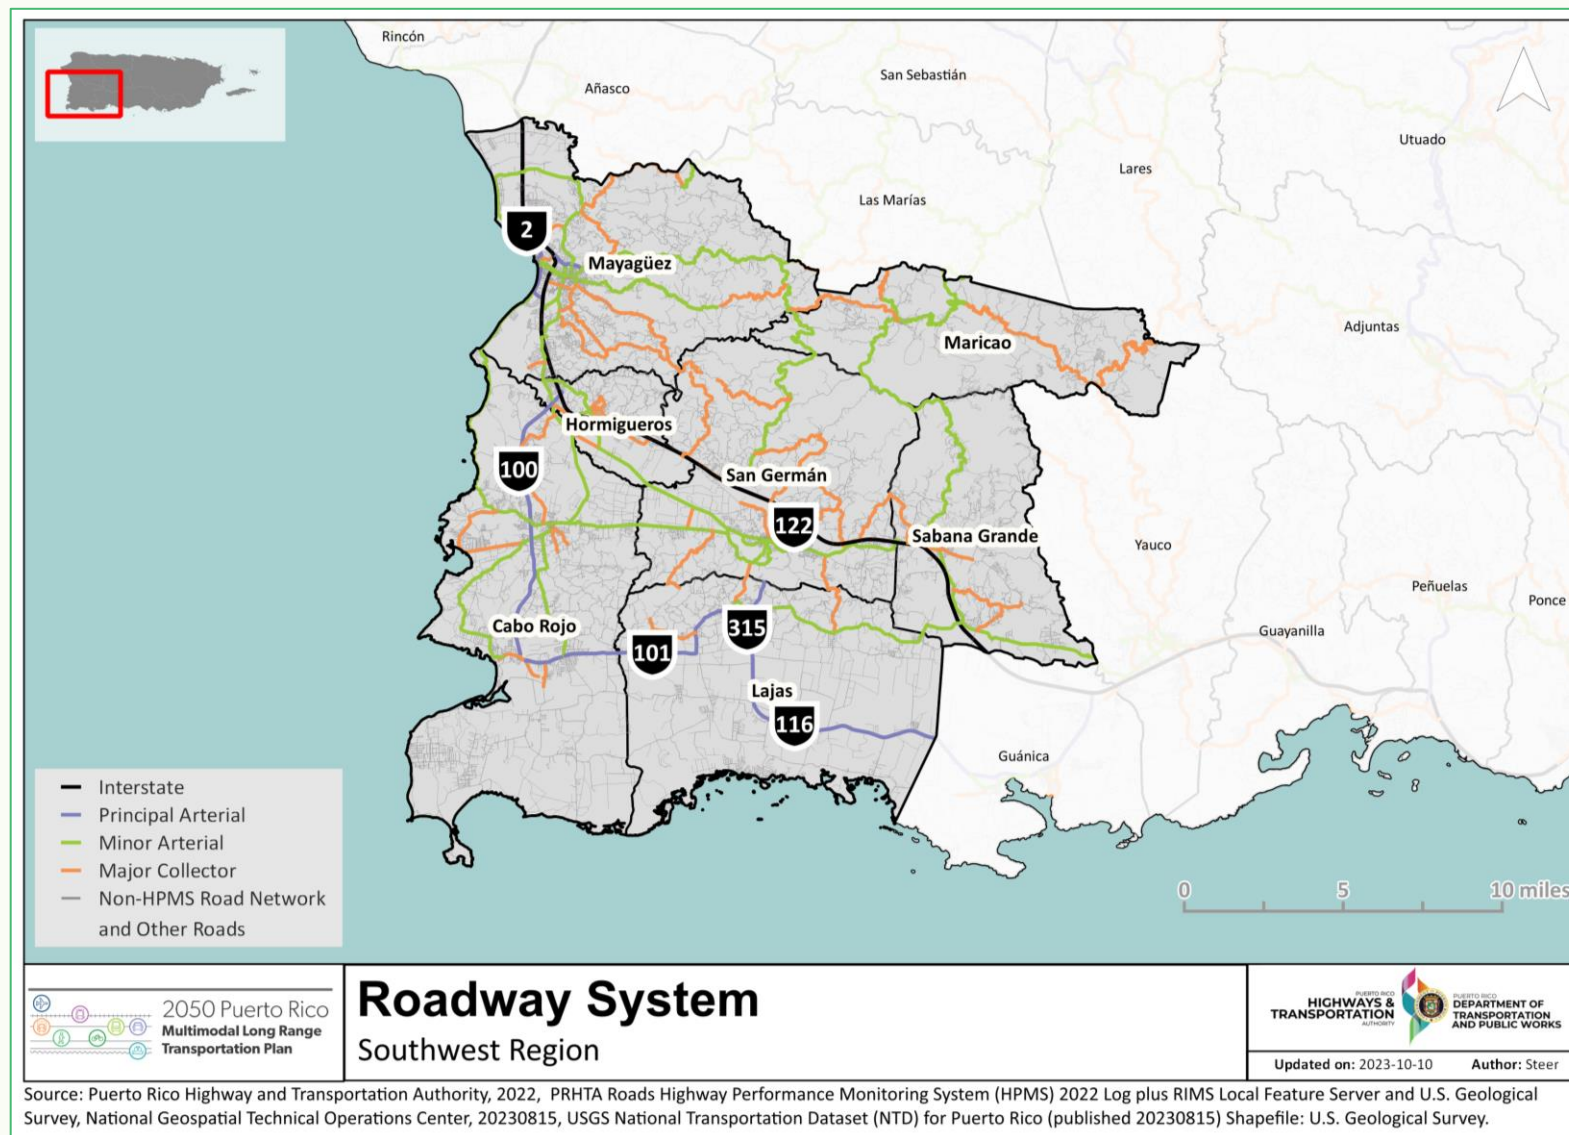 Rincón
Añasco
San Sebastián
Utuado
Lares
Las Marías
2
Mayagüez
Adjuntas
Maricao
Hormigueros
100
San Germán
122
Sabana Grande
Yauco
Peñuelas
Ponce
Cabo Rojo
315
Guayanilla
101
Lajas
116
Guánica
Interstate
Principal Arterial
Minor Arterial
Major Collector
Non-HPMS Road Network
and Other Roads
0 5 10 miles
2050 Puerto Rico
Multimodal Long Range
Transportation Plan
Roadway System
Southwest Region
PUERTO RICO
HIGHWAYS &
TRANSPORTATION
AUTHORITY
PUERTO RICO
DEPARTMENT OF
TRANSPORTATION
AND PUBLIC WORKS
Updated on: 2023-10-10 Author: Steer
Source: Puerto Rico Highway and Transportation Authority, 2022, PRHTA Roads Highway Performance Monitoring System (HPMS) 2022 Log plus RIMS Local Feature Server and U.S. Geological
Survey, National Geospatial Technical Operations Center, 20230815, USGS National Transportation Dataset (NTD) for Puerto Rico (published 20230815) Shapefile: U.S. Geological Survey.